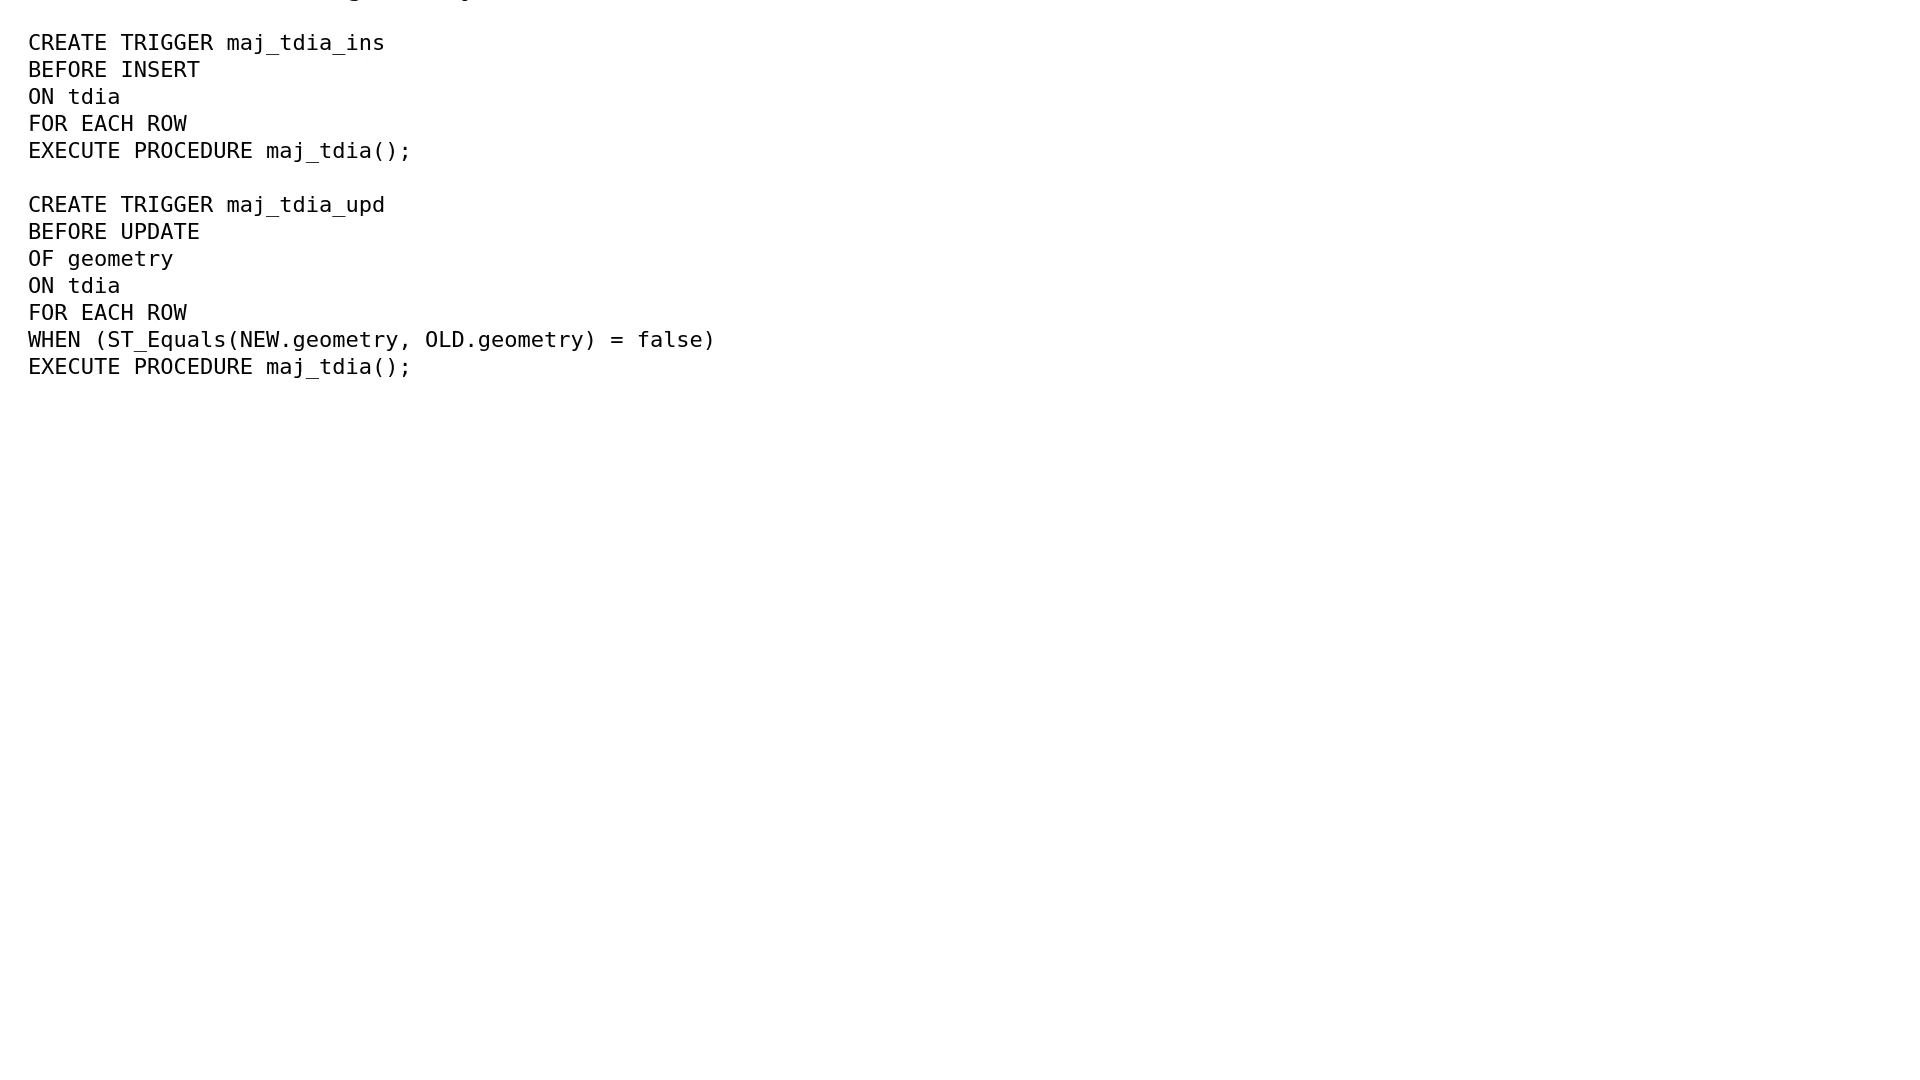 CREATE TRIGGER maj_tdia_ins
BEFORE INSERT
ON tdia
FOR EACH ROW
EXECUTE PROCEDURE maj_tdia();
CREATE TRIGGER maj_tdia_upd
BEFORE UPDATE
OF geometry
ON tdia
FOR EACH ROW
WHEN (ST_Equals(NEW.geometry, OLD.geometry) = false)
EXECUTE PROCEDURE maj_tdia();